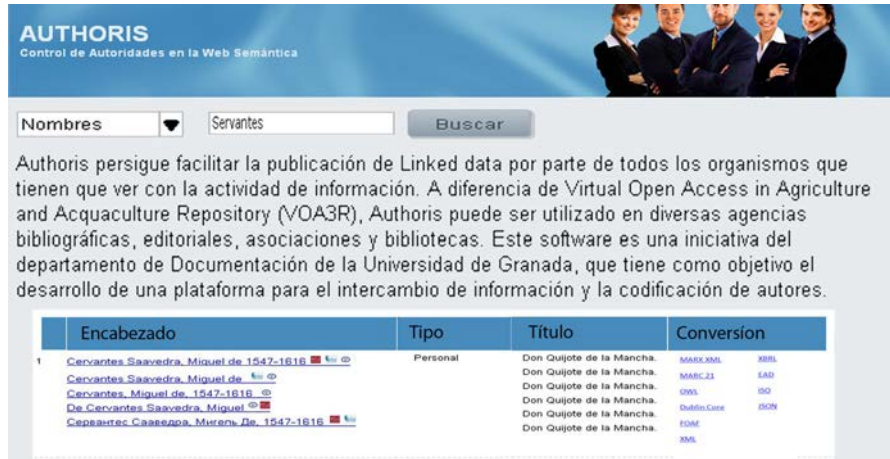 AUTHORIS
Control de Autoridades en la Web Semántica
Nombres Servantes Buscar
Authoris persigue facilitar la publicación de Linked data por parte de todos los organismos que
tienen que ver con la actividad de información. A diferencia de Virtual Open Access in Agriculture
and Acquaculture Repository (VOA3R), Authoris puede ser utilizado en diversas agencias
bibliográficas, editoriales, asociaciones y bibliotecas. Este software es una iniciativa del
departamento de Documentación de la Universidad de Granada, que tiene como objetivo el
desarrollo de una plataforma para el intercambio de información y la codificación de autores.
Encabezado Tipo Título Conversíon
1 Cervantes Saavedra, Miguel de 1547-1616 Personal Don Quijote de la Mancha. MARX XML XBRL
Cervantes Saavedra, Miguel de Don Quijote de la Mancha. MARC 21 EAD
Cervantes, Miguel de, 1547-1616 Don Quijote de la Mancha. OWL ISO
De Cervantes Saavedra, Miguel Don Quijote de la Mancha. Dublin Core JSON
Сервантес Сааведра, Мигель Де, 1547-1616 Don Quijote de la Mancha. FOAF
Don Quijote de la Mancha. XML